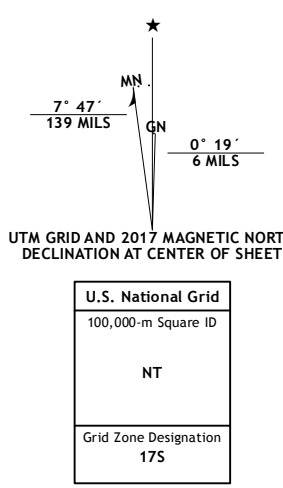 MN
7° 47´
139 MILS
GN
0° 19´
6 MILS
UTM GRID AND 2017 MAGNETIC NORT
DECLINATION AT CENTER OF SHEET
U.S. National Grid
100,000-m Square ID
NT
Grid Zone Designation
17S